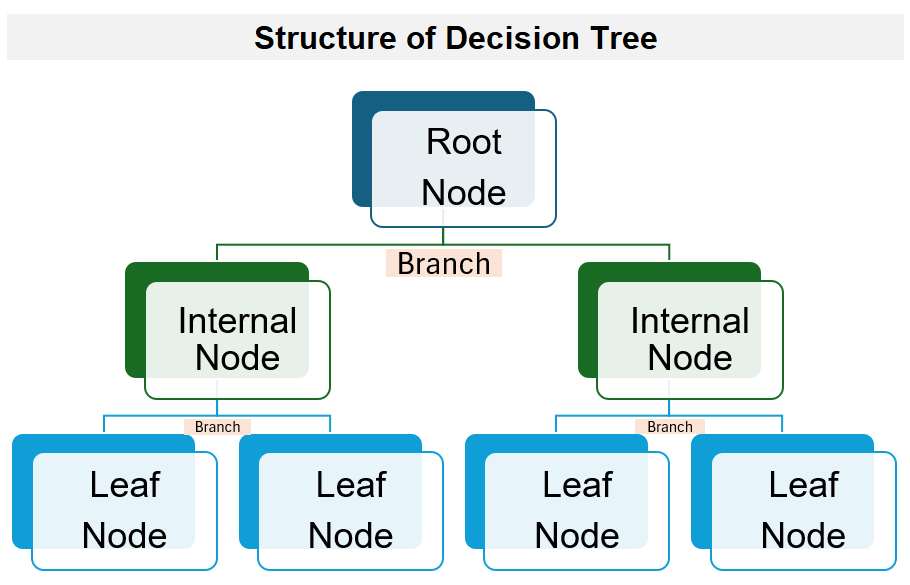 Structure of Decision Tree
Root
Node
Branch
Internal
Node
Internal
Node
Branch
Branch
Leaf
Node
Leaf
Node
Leaf
Node
Leaf
Node